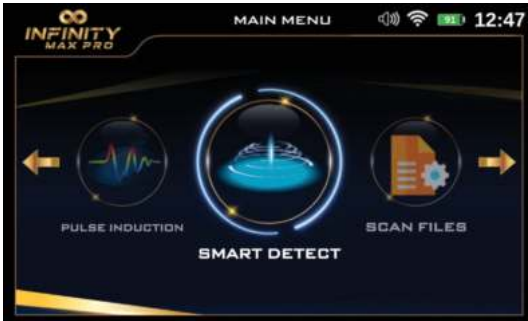 INFINITY
MAX PRO
MAIN MENU
91
12:47
PULSE INDUCTION
SMART DETECT
SCAN FILES